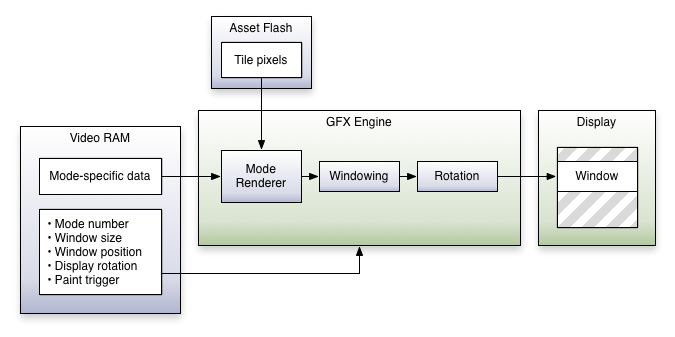 Asset Flash
Tile pixels
Video RAM
Mode-specific data
• Mode number
• Window size
• Window position
• Display rotation
• Paint trigger
GFX Engine
Mode
Renderer
Windowing
Rotation
Display
Window